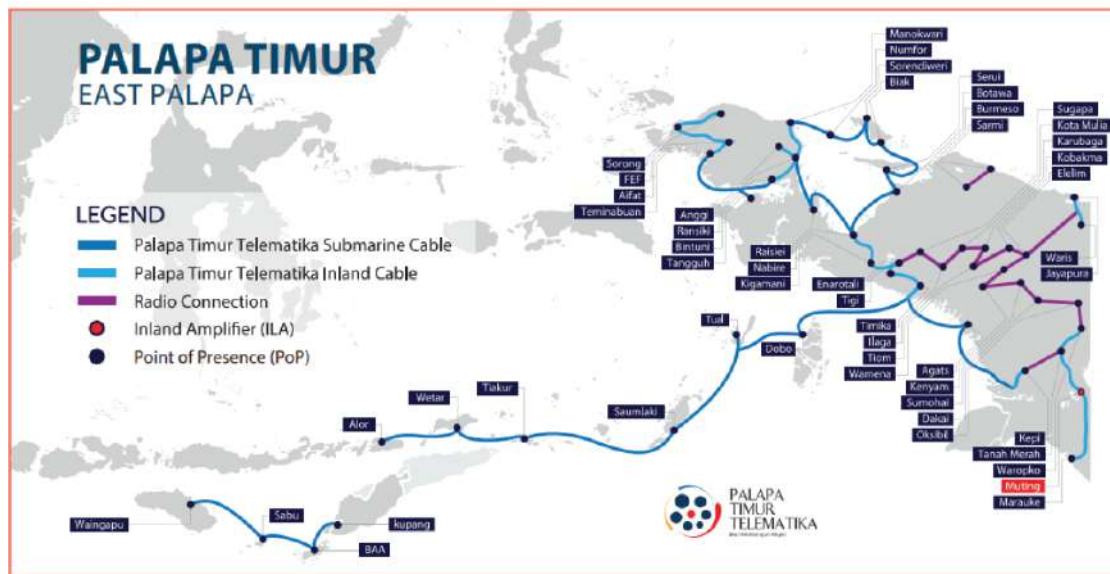 PALAPA TIMUR
EAST PALAPA
LEGEND
Palapa Timur Telematika Submarine Cable
Palapa Timur Telematika Inland Cable
Radio Connection
Inland Amplifier (ILA)
Point of Presence (PoP)
Manokwari
Numfor
Sorendiweri
Biak
Serui
Botawa
Burmeso
Sarmi
Sugapa
Kota Mulia
Karubaga
Kobakma
Elelim
Sorong
FEF
Aifat
Teminabuan
Anggi
Ransiki
Bintuni
Tangguh
Raisiei
Nabire
Kigamani
Enarotali
Tigi
Waris
Jayapura
Timika
Ilaga
Tiom
Wamena
Agats
Kenyam
Sumohai
Dakai
Oksibil
Kepi
Tanah Merah
Waropko
Muting
Marauke
Tual
Dobo
Saumlaki
Tiakur
Wetar
Alor
Waingapu
Sabu
BAA
kupang
PALAPA
TIMUR
TELEMATIKA